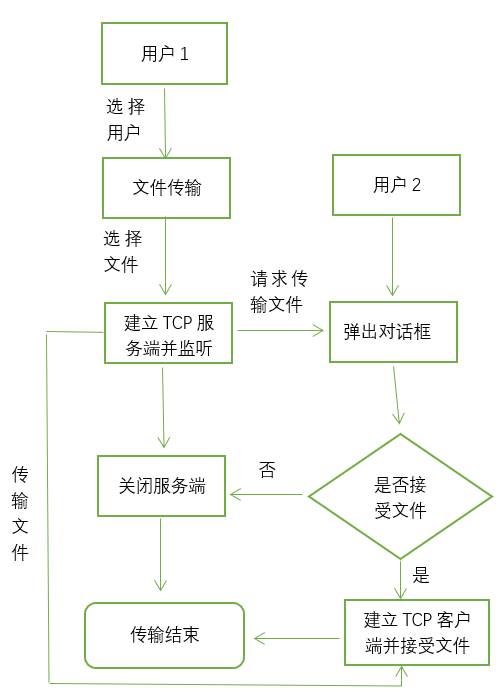 用户 1
选 择
用户
文件传输
用户 2
选 择
文件
请 求 传
输文件
建立 TCP 服
务端并监听
弹出对话框
传
输
文
件
关闭服务端
否
是否接
受文件
是
传输结束
建立 TCP 客户
端并接受文件